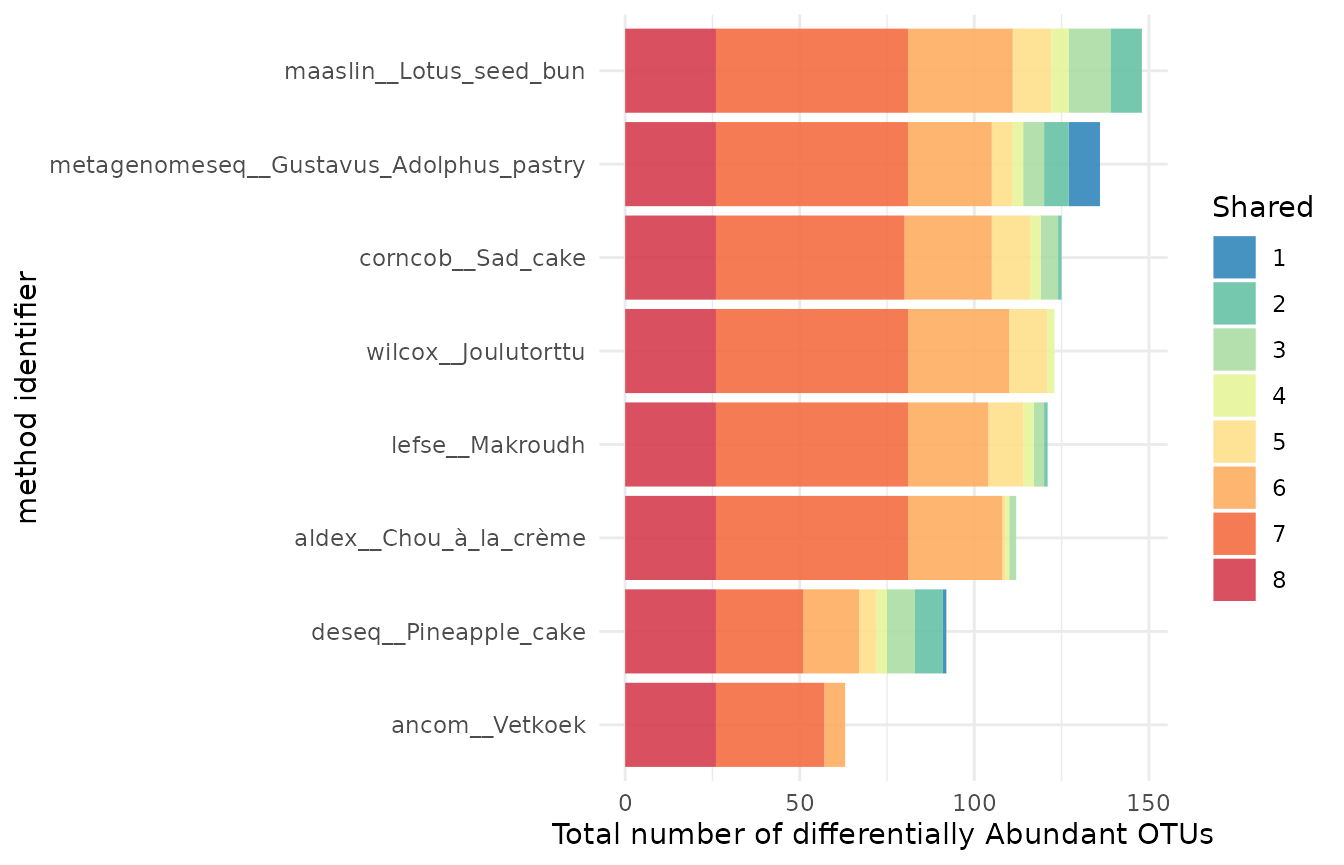 maaslin__Lotus_seed_bun
metagenomeseq__Gustavus_Adolphus_pastry
corncob__Sad_cake
wilcox__Joulutorttu
lefse__Makroudh
aldex__Chou_à_la_crème
deseq__Pineapple_cake
ancom__Vetkoek
method identifier
0 50 100 150
Total number of differentially Abundant OTUs
Shared
1
2
3
4
5
6
7
8